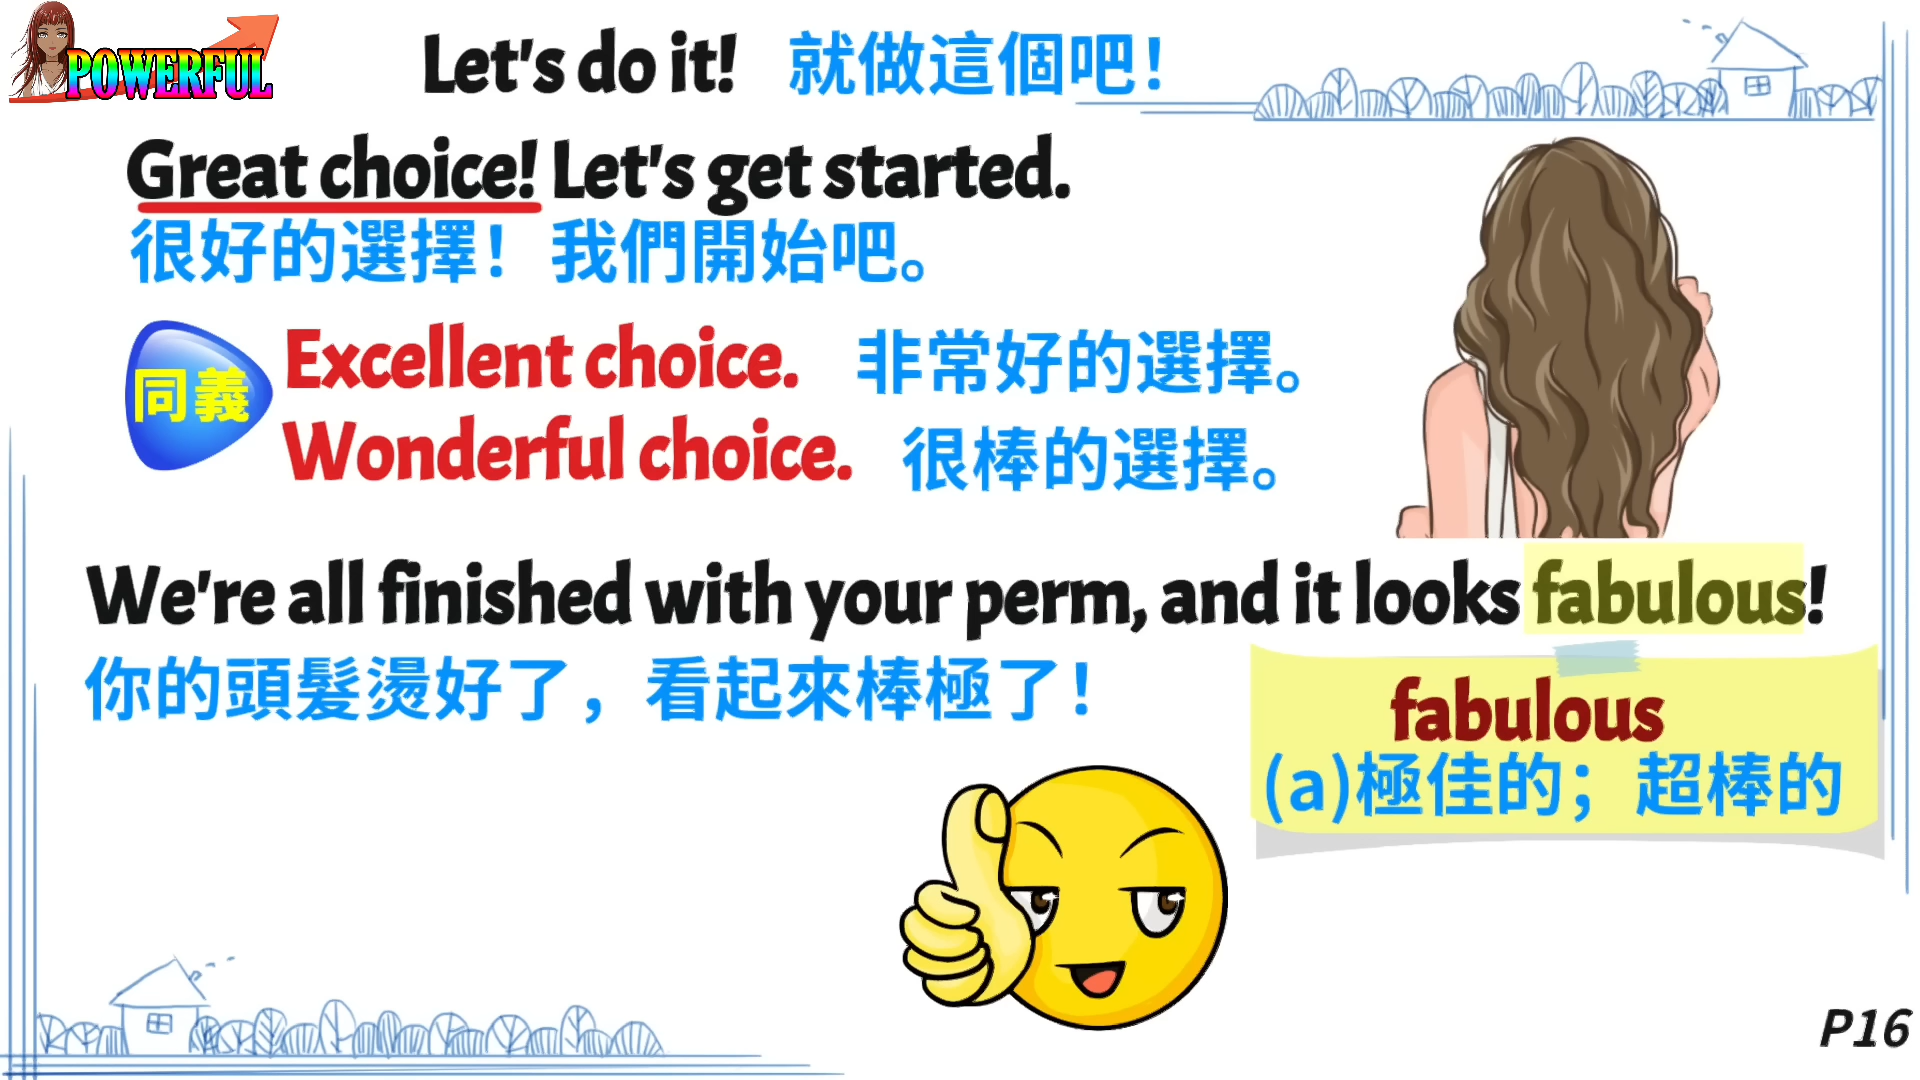 POWERFUL
Let's do it! 就做這個吧！
Great choice! Let's get started.
很好的選擇！我們開始吧。
同義
Excellent choice. 非常好的選擇。
Wonderful choice. 很棒的選擇。
We're all finished with your perm, and it looks fabulous!
你的頭髮燙好了，看起來棒極了！
fabulous
(a)極佳的；超棒的
P16